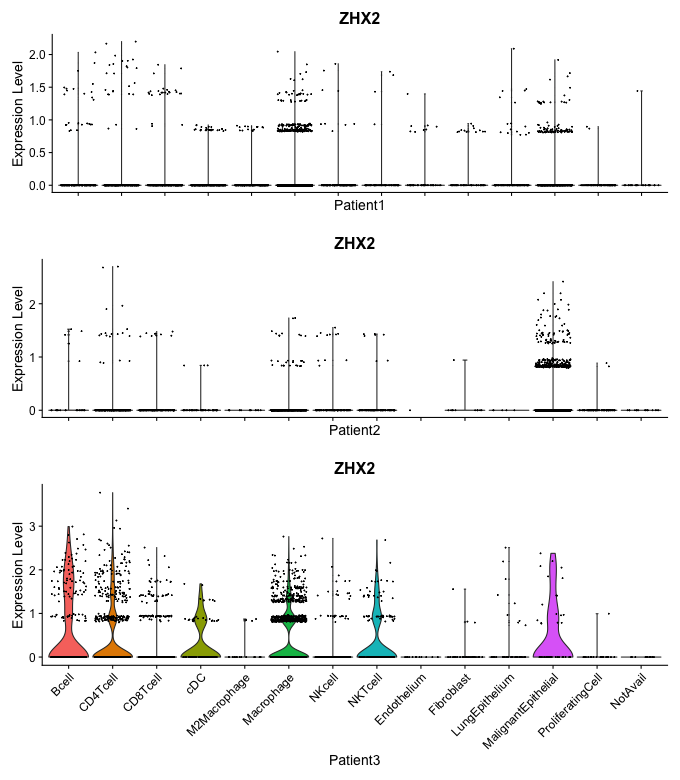 ZHX2
Expression Level
2.0
1.5
1.0
0.5
0.0
Patient1
ZHX2
Expression Level
2
1
0
Patient2
ZHX2
Expression Level
3
2
1
0
Bcell
CD4Tcell
CD8Tcell
cDC
M2Macrophage
Macrophage
NKcell
NKTcell
Endothelium
Fibroblast
LungEpithelium
MalignantEpithelial
ProliferatingCell
NotAvail
Patient3